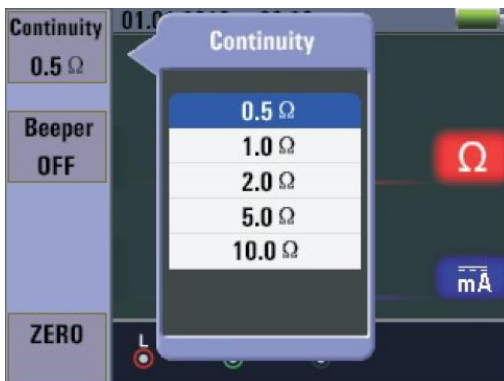 Continuity
0.5 Ω
Beeper
OFF
ZERO
Continuity
0.5 Ω
1.0 Ω
2.0 Ω
5.0 Ω
10.0 Ω
Ω
mA
L